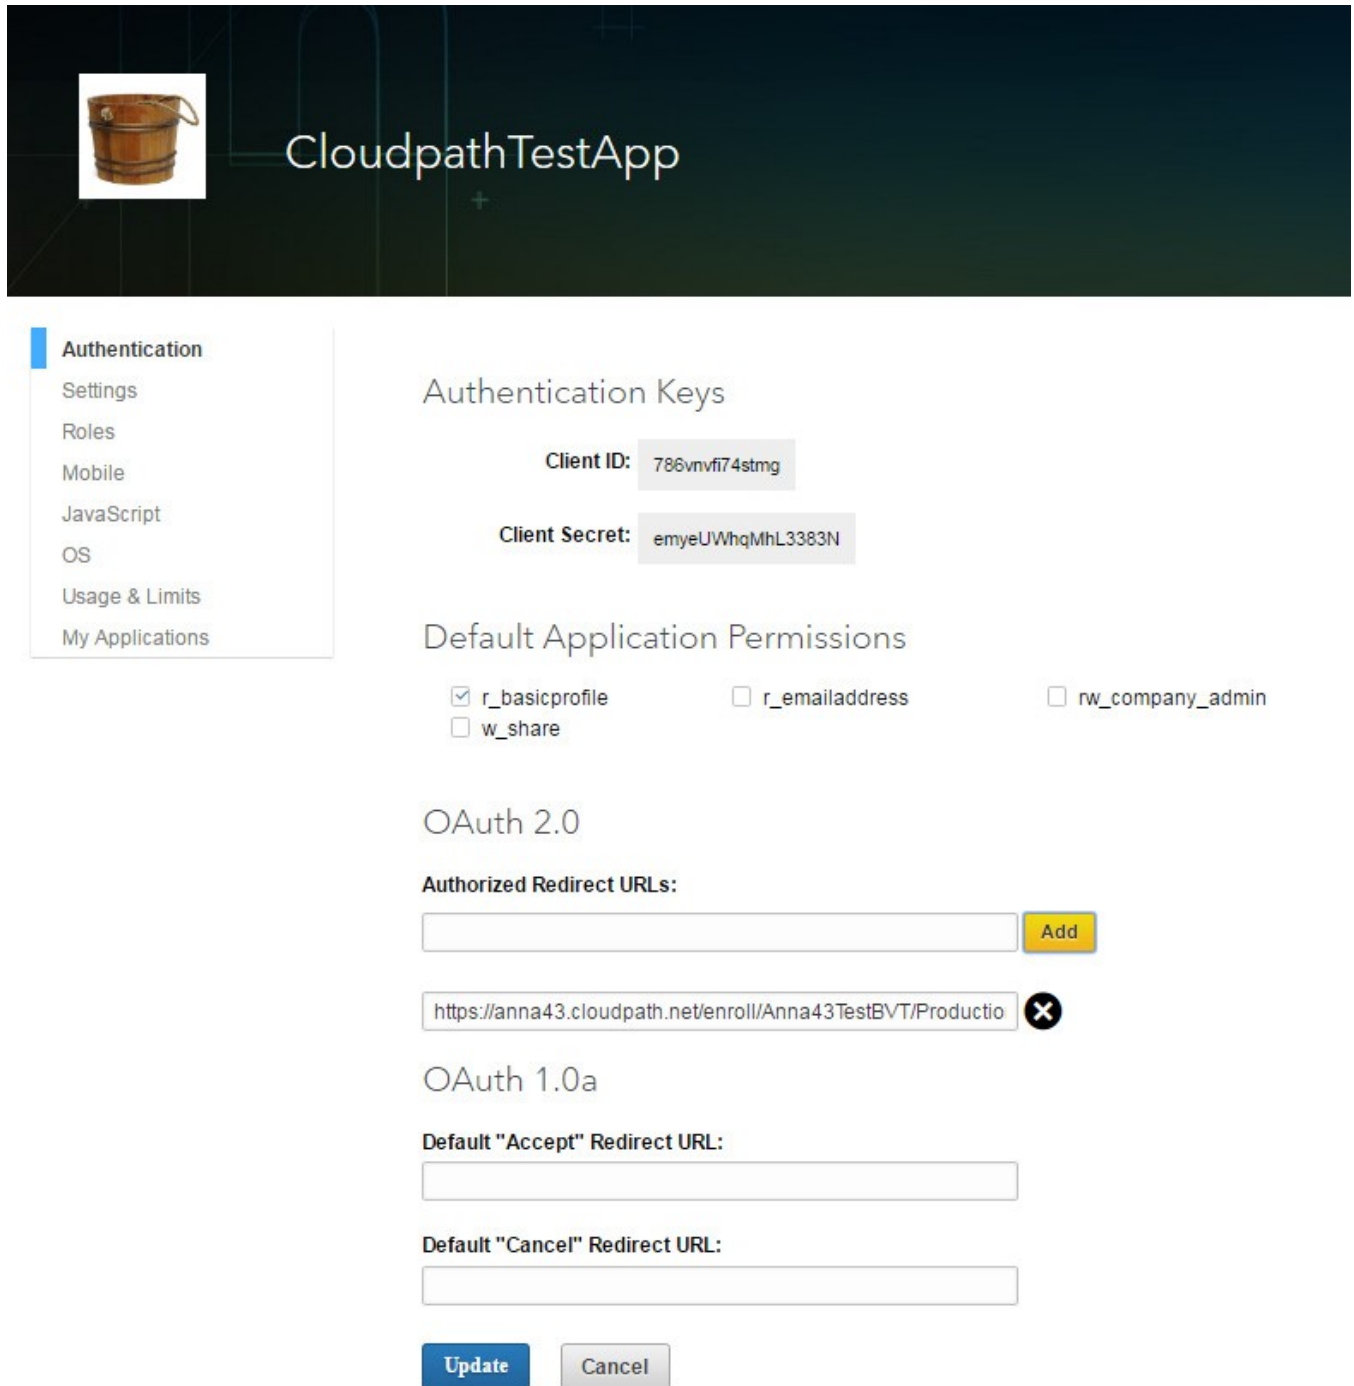 CloudpathTestApp
Authentication
Settings
Roles
Mobile
JavaScript
OS
Usage & Limits
My Applications
Authentication Keys
Client ID: 786vnvfi74stmg
Client Secret: emyeUWhqMhL3383N
Default Application Permissions
r_basicprofile r_emailaddress rw_company_admin
w_share
OAuth 2.0
Authorized Redirect URLs:
Add
https://anna43.cloudpath.net/enroll/Anna43TestBVT/Productio
OAuth 1.0a
Default "Accept" Redirect URL:
Default "Cancel" Redirect URL:
Update Cancel